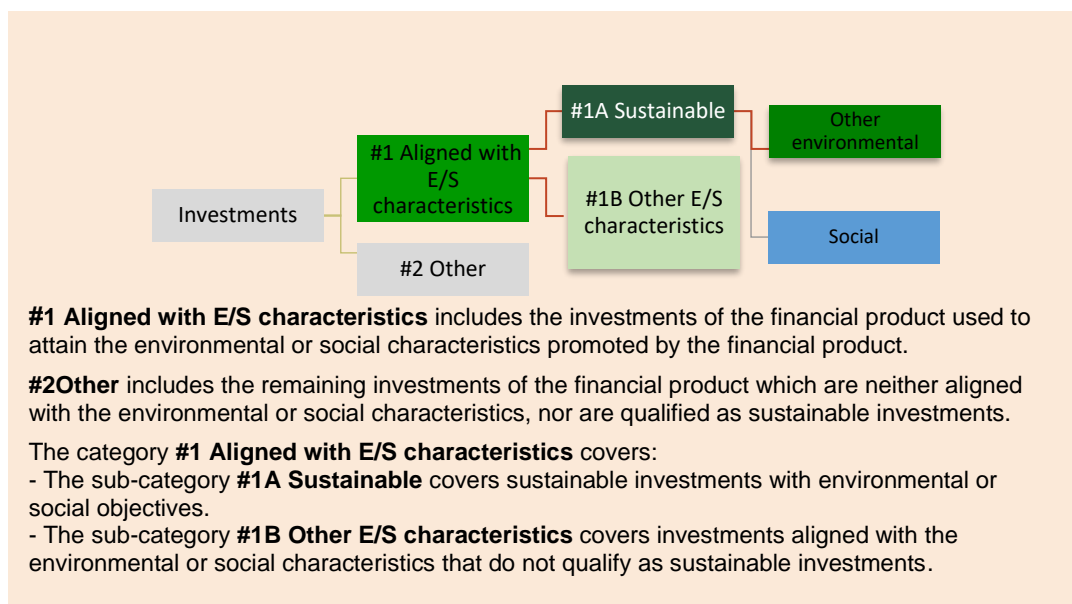 #1A Sustainable
Other
environmental
#1 Aligned with
E/S
characteristics
#1B Other E/S
characteristics
Investments
Social
#2 Other
#1 Aligned with E/S characteristics includes the investments of the financial product used to
attain the environmental or social characteristics promoted by the financial product.
#2Other includes the remaining investments of the financial product which are neither aligned
with the environmental or social characteristics, nor are qualified as sustainable investments.
The category #1 Aligned with E/S characteristics covers:
- The sub-category #1A Sustainable covers sustainable investments with environmental or
social objectives.
- The sub-category #1B Other E/S characteristics covers investments aligned with the
environmental or social characteristics that do not qualify as sustainable investments.